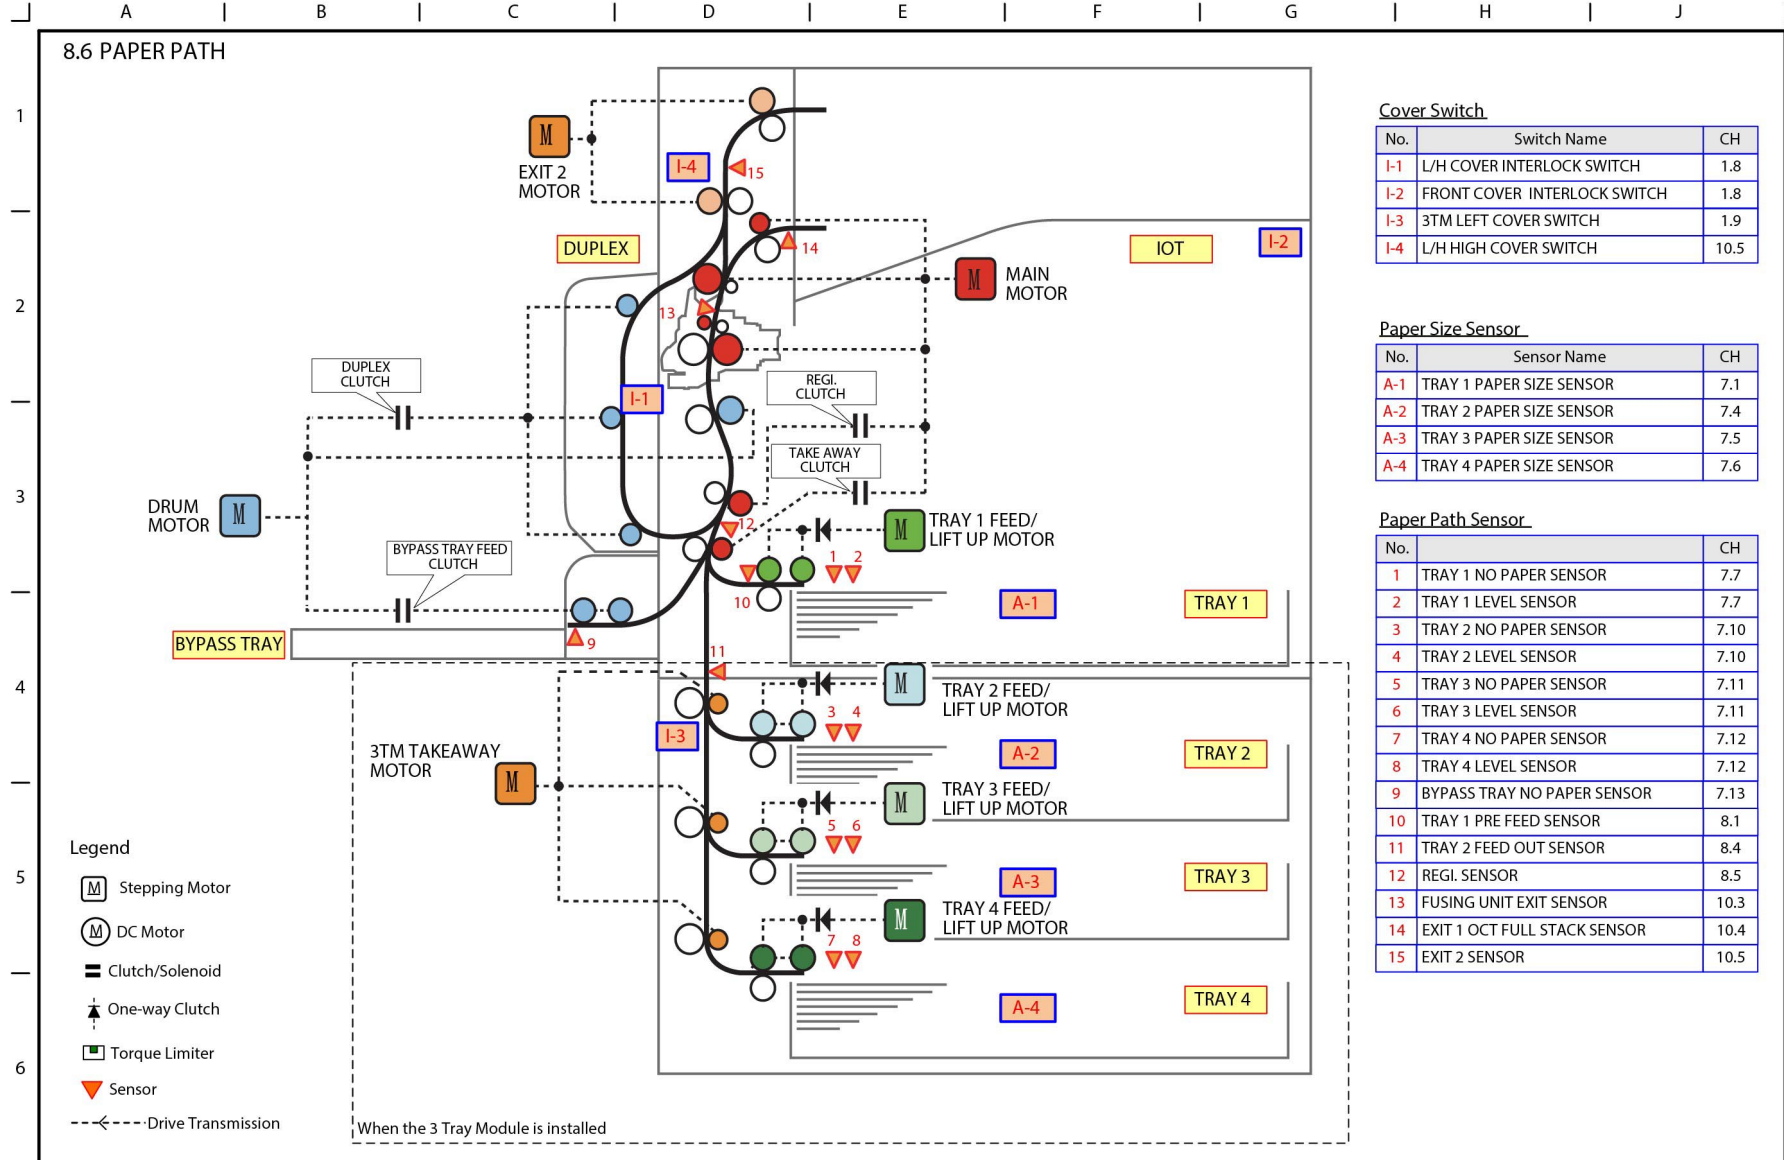 A B C D E F G H J
8.6 PAPER PATH
1
2
3
4
5
6
M
EXIT 2
MOTOR
I-4
15
DUPLEX
14
IOT
I-2
M
MAIN
MOTOR
13
DUPLEX
CLUTCH
I-1
REGI.
CLUTCH
TAKE AWAY
CLUTCH
DRUM
MOTOR
M
12
M
TRAY 1 FEED/
LIFT UP MOTOR
BYPASS TRAY FEED
CLUTCH
1 2
10
A-1
TRAY 1
BYPASS TRAY
9
11
M
TRAY 2 FEED/
LIFT UP MOTOR
3 4
I-3
A-2
TRAY 2
3TM TAKEAWAY
MOTOR
M
M
TRAY 3 FEED/
LIFT UP MOTOR
5 6
A-3
TRAY 3
M
TRAY 4 FEED/
LIFT UP MOTOR
7 8
A-4
TRAY 4
When the 3 Tray Module is installed
Legend
M Stepping Motor
M DC Motor
Clutch/Solenoid
One-way Clutch
Torque Limiter
Sensor
Drive Transmission
Cover Switch
No. Switch Name CH
I-1 L/H COVER INTERLOCK SWITCH 1.8
I-2 FRONT COVER INTERLOCK SWITCH 1.8
I-3 3TM LEFT COVER SWITCH 1.9
I-4 L/H HIGH COVER SWITCH 10.5
Paper Size Sensor
No. Sensor Name CH
A-1 TRAY 1 PAPER SIZE SENSOR 7.1
A-2 TRAY 2 PAPER SIZE SENSOR 7.4
A-3 TRAY 3 PAPER SIZE SENSOR 7.5
A-4 TRAY 4 PAPER SIZE SENSOR 7.6
Paper Path Sensor
No. CH
1 TRAY 1 NO PAPER SENSOR 7.7
2 TRAY 1 LEVEL SENSOR 7.7
3 TRAY 2 NO PAPER SENSOR 7.10
4 TRAY 2 LEVEL SENSOR 7.10
5 TRAY 3 NO PAPER SENSOR 7.11
6 TRAY 3 LEVEL SENSOR 7.11
7 TRAY 4 NO PAPER SENSOR 7.12
8 TRAY 4 LEVEL SENSOR 7.12
9 BYPASS TRAY NO PAPER SENSOR 7.13
10 TRAY 1 PRE FEED SENSOR 8.1
11 TRAY 2 FEED OUT SENSOR 8.4
12 REGI. SENSOR 8.5
13 FUSING UNIT EXIT SENSOR 10.3
14 EXIT 1 OCT FULL STACK SENSOR 10.4
15 EXIT 2 SENSOR 10.5